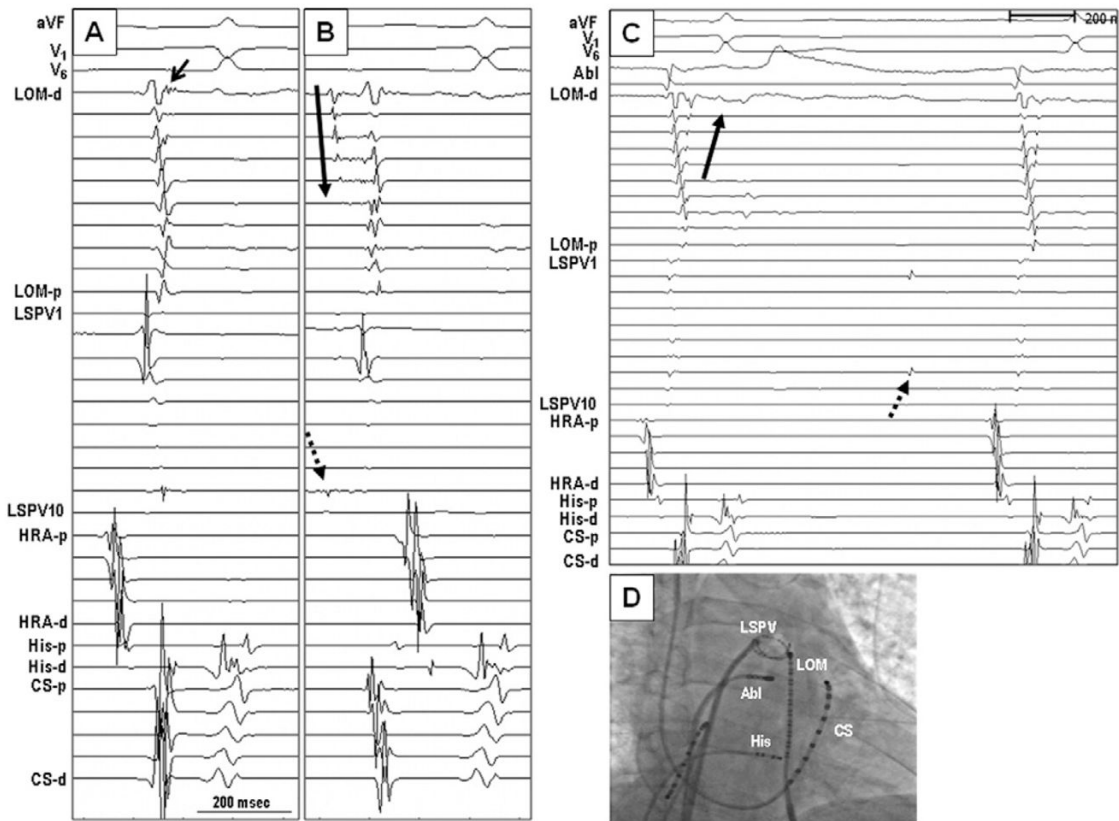 A
aVF
V1
V6
LOM-d
LOM-p
LSPV1
LSPV10
HRA-p
HRA-d
His-p
His-d
CS-p
CS-d
200 msec
B
C
200 m
aVF
V1
V6
Abl
LOM-d
LOM-p
LSPV1
LSPV10
HRA-p
HRA-d
His-p
His-d
CS-p
CS-d
D
LSPV
LOM
Abl
CS
His